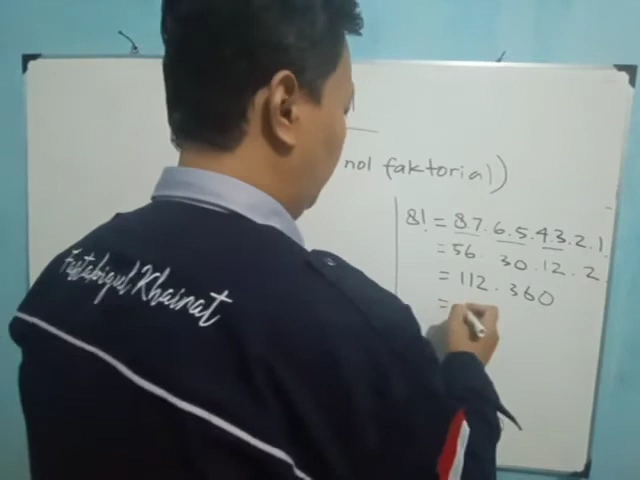 nol faktorial)
8! = 8.7.6.5.4.3.2.1
= 56 . 30 . 12 . 2
= 112 . 360
=
Fastabiqul Khairat